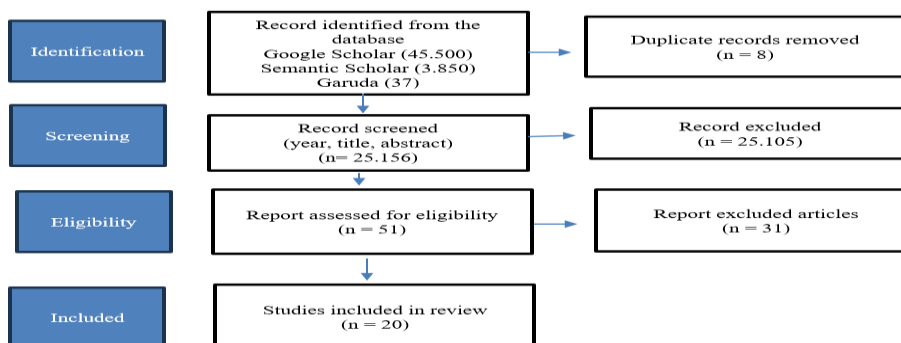 Identification
Record identified from the
database
Google Scholar (45.500)
Semantic Scholar (3.850)
Garuda (37)
Duplicate records removed
(n = 8)
Screening
Record screened
(year, title, abstract)
(n= 25.156)
Record excluded
(n = 25.105)
Eligibility
Report assessed for eligibility
(n = 51)
Report excluded articles
(n = 31)
Included
Studies included in review
(n = 20)